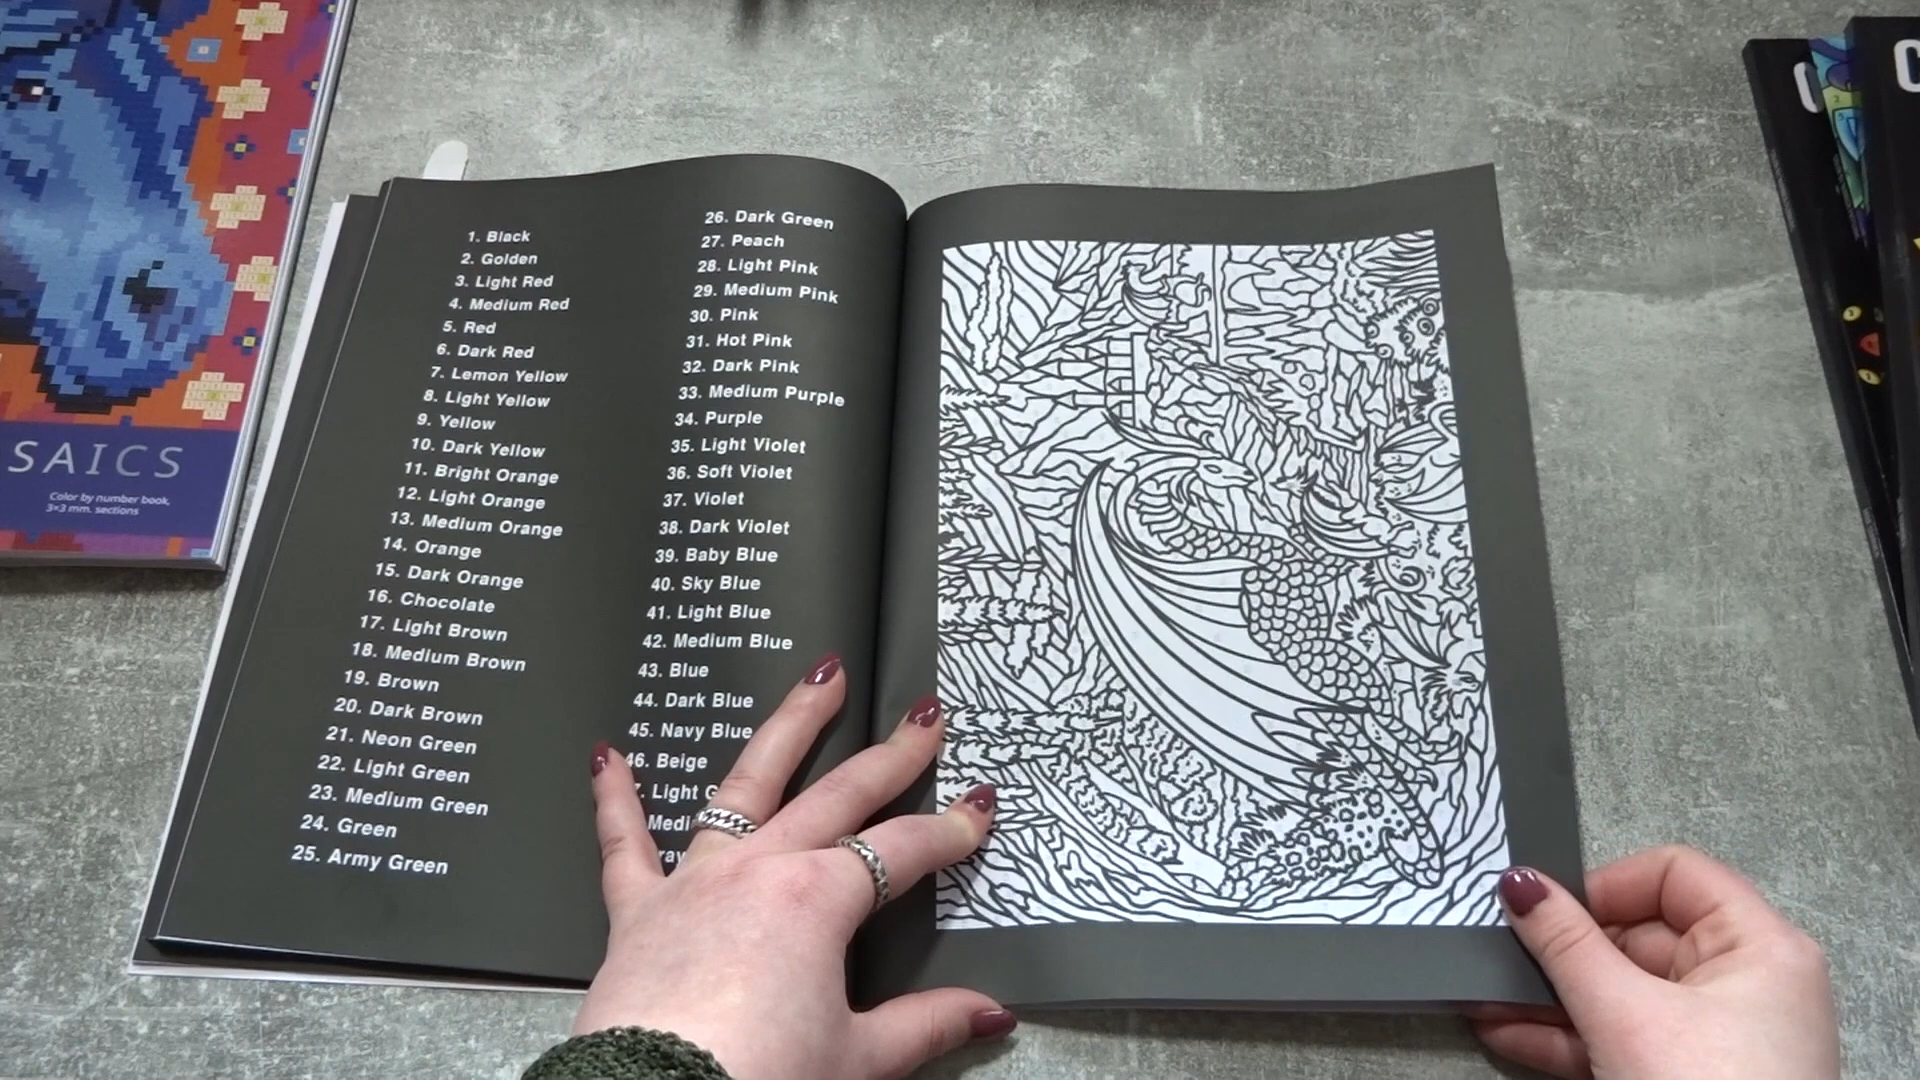 SAICS
Color by number book,
3×3 mm. sections
1. Black
2. Golden
3. Light Red
4. Medium Red
5. Red
6. Dark Red
7. Lemon Yellow
8. Light Yellow
9. Yellow
10. Dark Yellow
11. Bright Orange
12. Light Orange
13. Medium Orange
14. Orange
15. Dark Orange
16. Chocolate
17. Light Brown
18. Medium Brown
19. Brown
20. Dark Brown
21. Neon Green
22. Light Green
23. Medium Green
24. Green
25. Army Green
26. Dark Green
27. Peach
28. Light Pink
29. Medium Pink
30. Pink
31. Hot Pink
32. Dark Pink
33. Medium Purple
34. Purple
35. Light Violet
36. Soft Violet
37. Violet
38. Dark Violet
39. Baby Blue
40. Sky Blue
41. Light Blue
42. Medium Blue
43. Blue
44. Dark Blue
45. Navy Blue
46. Beige
Light